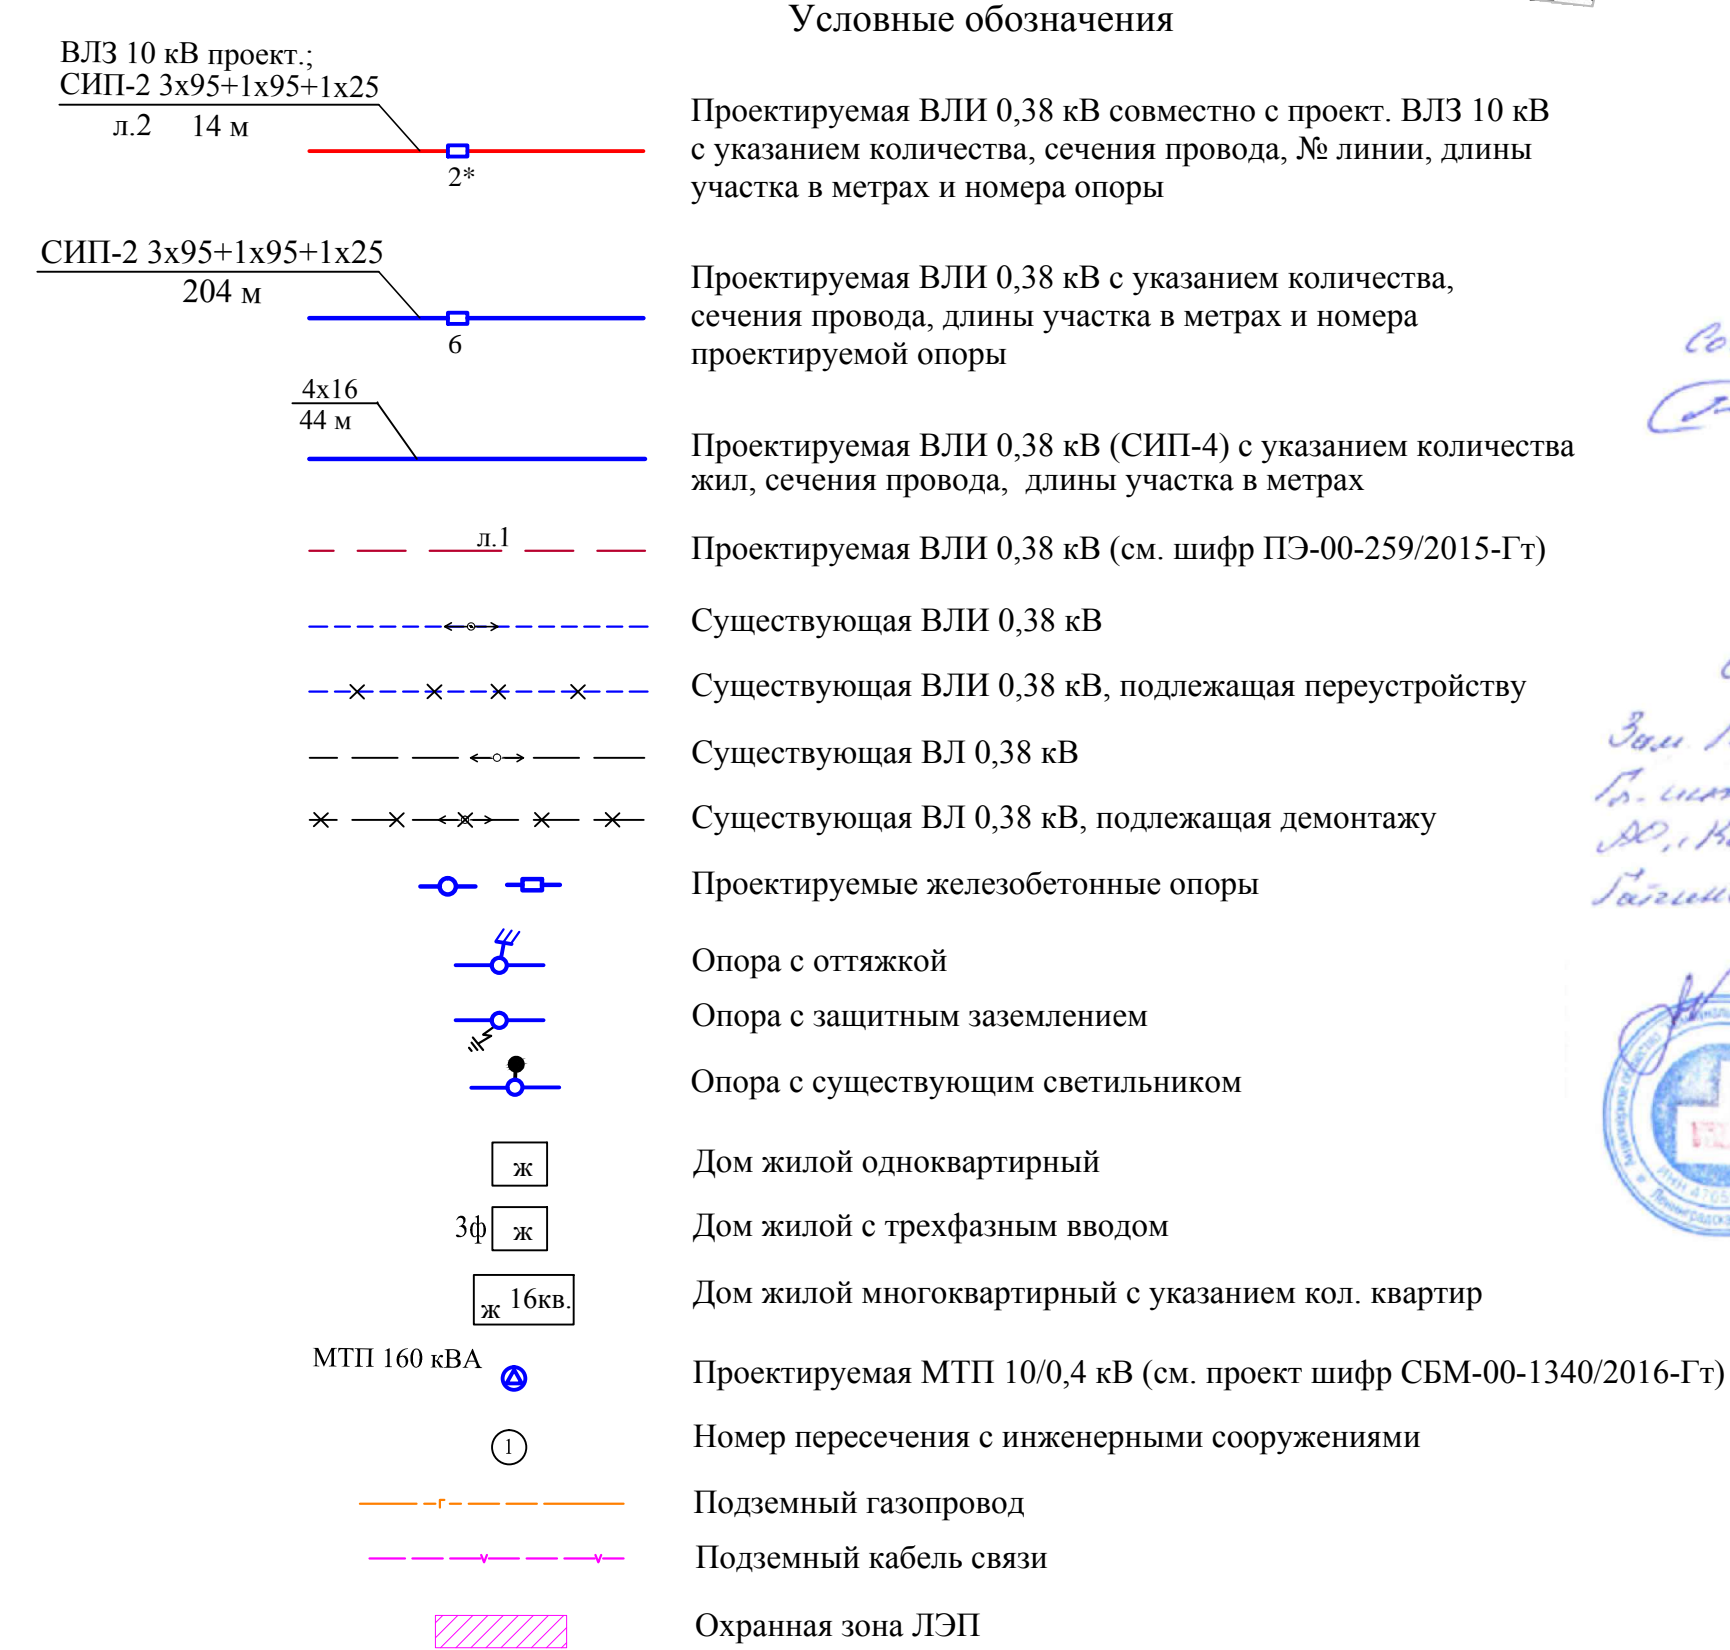 Условные обозначения
ВЛЗ 10 кВ проект.;
СИП-2 3х95+1х95+1х25
л.2 14 м
2*
Проектируемая ВЛИ 0,38 кВ совместно с проект. ВЛЗ 10 кВ
с указанием количества, сечения провода, № линии, длины
участка в метрах и номера опоры
СИП-2 3х95+1х95+1х25
204 м
6
Проектируемая ВЛИ 0,38 кВ с указанием количества,
сечения провода, длины участка в метрах и номера
проектируемой опоры
4х16
44 м
Проектируемая ВЛИ 0,38 кВ (СИП-4) с указанием количества
жил, сечения провода, длины участка в метрах
л.1
Проектируемая ВЛИ 0,38 кВ (см. шифр ПЭ-00-259/2015-Гт)
Существующая ВЛИ 0,38 кВ
Существующая ВЛИ 0,38 кВ, подлежащая переустройству
Существующая ВЛ 0,38 кВ
Существующая ВЛ 0,38 кВ, подлежащая демонтажу
Проектируемые железобетонные опоры
Опора с оттяжкой
Опора с защитным заземлением
Опора с существующим светильником
ж
Дом жилой одноквартирный
3ф ж
Дом жилой с трехфазным вводом
ж 16кв.
Дом жилой многоквартирный с указанием кол. квартир
МТП 160 кВА
Проектируемая МТП 10/0,4 кВ (см. проект шифр СБМ-00-1340/2016-Гт)
1
Номер пересечения с инженерными сооружениями
г
Подземный газопровод
v v
Подземный кабель связи
Охранная зона ЛЭП
Зам.